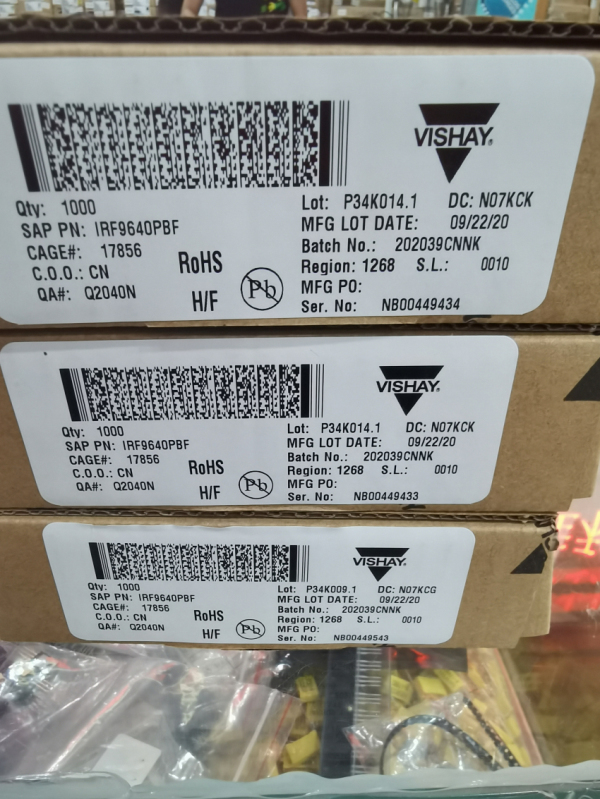 VISHAY.
Qty: 1000
SAP PN: IRF9640PBF
CAGE#: 17856
C.O.O.: CN
QA#: Q2040N
RoHS
H/F
Pb
Lot: P34K014.1 DC: N07KCK
MFG LOT DATE: 09/22/20
Batch No.: 202039CNNK
Region: 1268 S.L.: 0010
MFG PO:
Ser. No: NB00449434
VISHAY.
Qty: 1000
SAP PN: IRF9640PBF
CAGE#: 17856
C.O.O.: CN
QA#: Q2040N
RoHS
H/F
Pb
Lot: P34K014.1 DC: N07KCK
MFG LOT DATE: 09/22/20
Batch No.: 202039CNNK
Region: 1268 S.L.: 0010
MFG PO:
Ser. No: NB00449433
VISHAY.
Qty: 1000
SAP PN: IRF9640PBF
CAGE#: 17856
C.O.O.: CN
QA#: Q2040N
RoHS
H/F
Pb
Lot: P34K009.1 DC: N07KCG
MFG LOT DATE: 09/22/20
Batch No.: 202039CNNK
Region: 1268 S.L.: 0010
MFG PO:
Ser. No: NB00449543